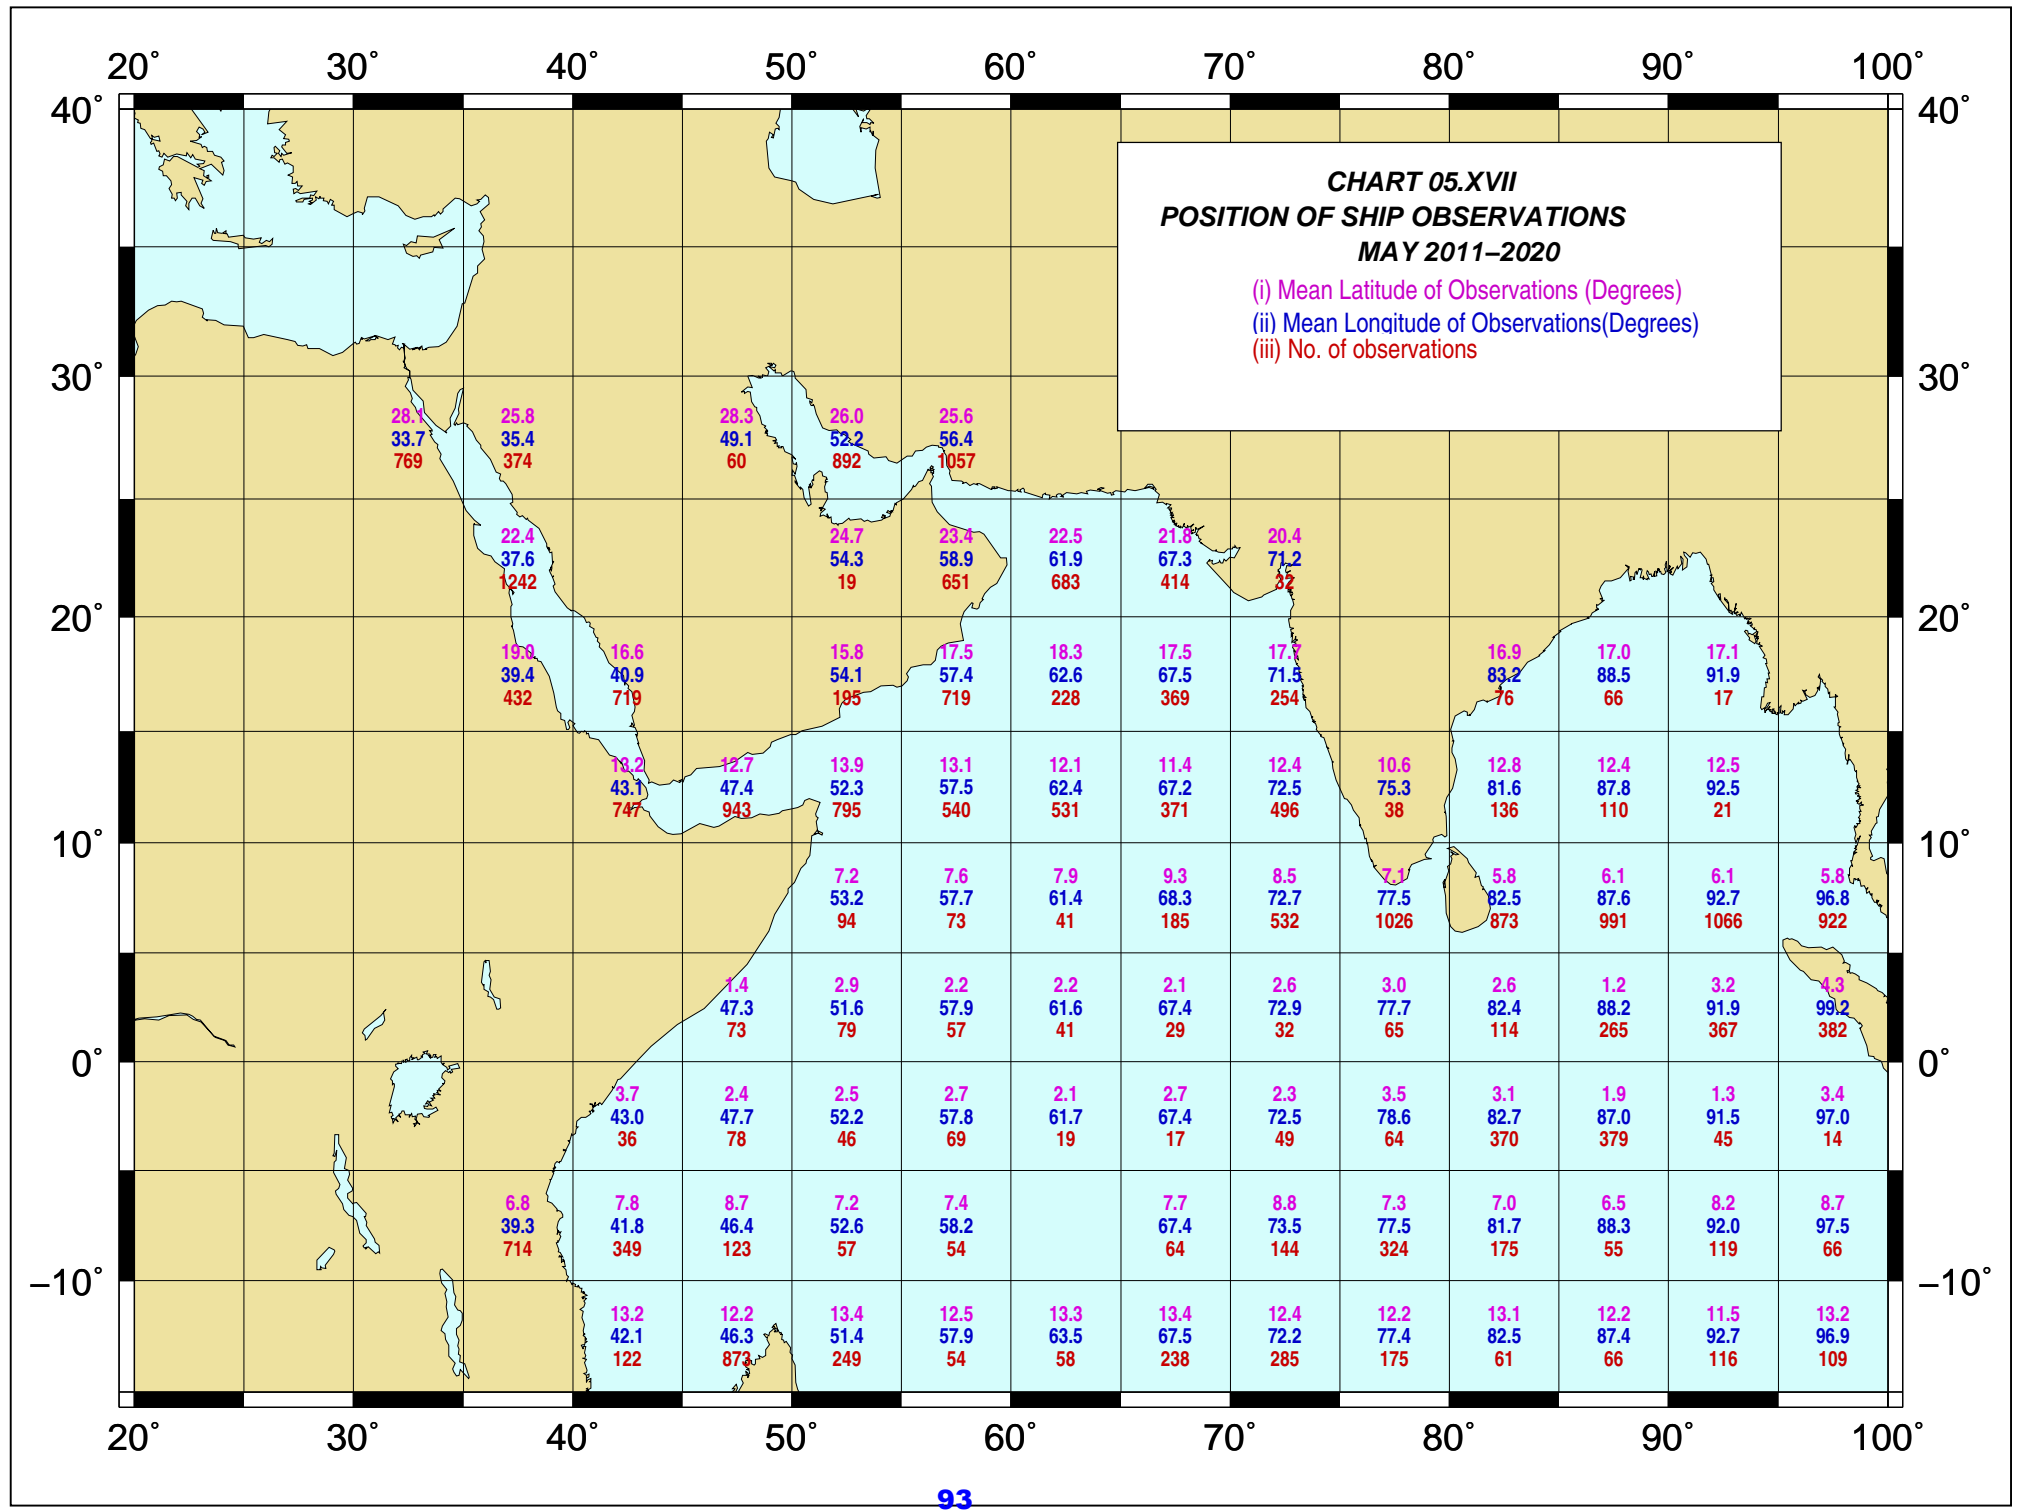 20° 30° 40° 50° 60° 70° 80° 90° 100°
40° 40°
CHART 05.XVII
POSITION OF SHIP OBSERVATIONS
MAY 2011–2020
(i) Mean Latitude of Observations (Degrees)
(ii) Mean Longitude of Observations(Degrees)
(iii) No. of observations
30° 30°
28.1 25.8 28.3 26.0 25.6
33.7 35.4 49.1 52.2 56.4
769 374 60 892 1057
22.4 24.7 23.4 22.5 21.8 20.4
37.6 54.3 58.9 61.9 67.3 71.2
1242 19 651 683 414 32
20° 20°
19.0 16.6 15.8 17.5 18.3 17.5 17.7 16.9 17.0 17.1
39.4 40.9 54.1 57.4 62.6 67.5 71.5 83.2 88.5 91.9
432 719 195 719 228 369 254 76 66 17
13.2 12.7 13.9 13.1 12.1 11.4 12.4 10.6 12.8 12.4 12.5
43.1 47.4 52.3 57.5 62.4 67.2 72.5 75.3 81.6 87.8 92.5
747 943 795 540 531 371 496 38 136 110 21
10° 10°
7.2 7.6 7.9 9.3 8.5 7.1 5.8 6.1 6.1 5.8
53.2 57.7 61.4 68.3 72.7 77.5 82.5 87.6 92.7 96.8
94 73 41 185 532 1026 873 991 1066 922
1.4 2.9 2.2 2.2 2.1 2.6 3.0 2.6 1.2 3.2 4.3
47.3 51.6 57.9 61.6 67.4 72.9 77.7 82.4 88.2 91.9 99.2
73 79 57 41 29 32 65 114 265 367 382
0° 0°
3.7 2.4 2.5 2.7 2.1 2.7 2.3 3.5 3.1 1.9 1.3 3.4
43.0 47.7 52.2 57.8 61.7 67.4 72.5 78.6 82.7 87.0 91.5 97.0
36 78 46 69 19 17 49 64 370 379 45 14
6.8 7.8 8.7 7.2 7.4 7.7 8.8 7.3 7.0 6.5 8.2 8.7
39.3 41.8 46.4 52.6 58.2 67.4 73.5 77.5 81.7 88.3 92.0 97.5
714 349 123 57 54 64 144 324 175 55 119 66
–10° –10°
13.2 12.2 13.4 12.5 13.3 13.4 12.4 12.2 13.1 12.2 11.5 13.2
42.1 46.3 51.4 57.9 63.5 67.5 72.2 77.4 82.5 87.4 92.7 96.9
122 873 249 54 58 238 285 175 61 66 116 109
20° 30° 40° 50° 60° 70° 80° 90° 100°
93